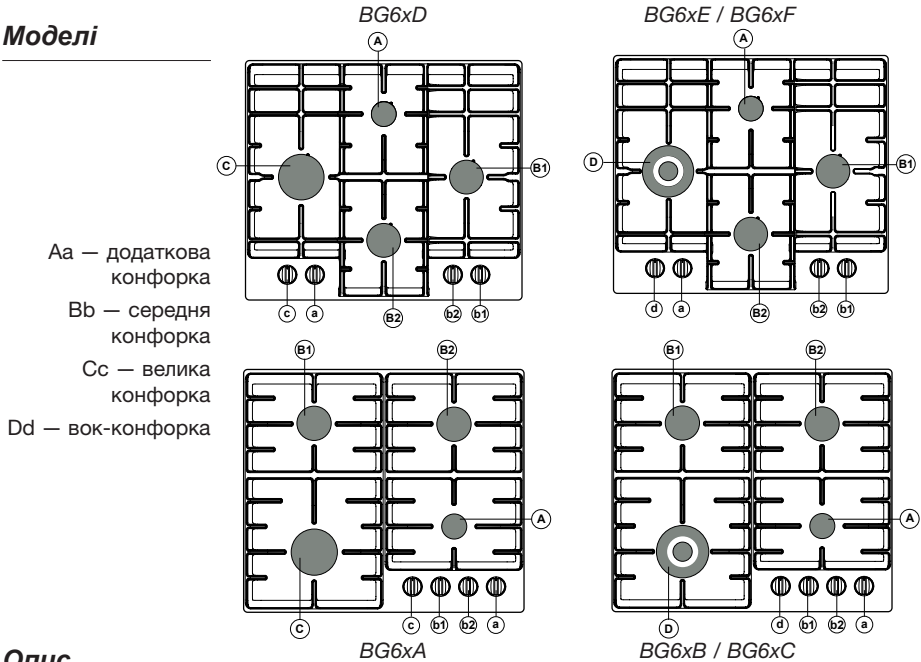 Моделі
BG6xD
BG6xE / BG6xF
A
A
C
B1
D
B1
Aa — додаткова
конфорка
Bb — середня
конфорка
Cc — велика
конфорка
Dd — вок-конфорка
c
a
B2
b2
b1
d
a
B2
b2
b1
B1
B2
B1
B2
A
A
c
b1
b2
a
d
b1
b2
a
C
D
BG6xA
BG6xB / BG6xC
Опис